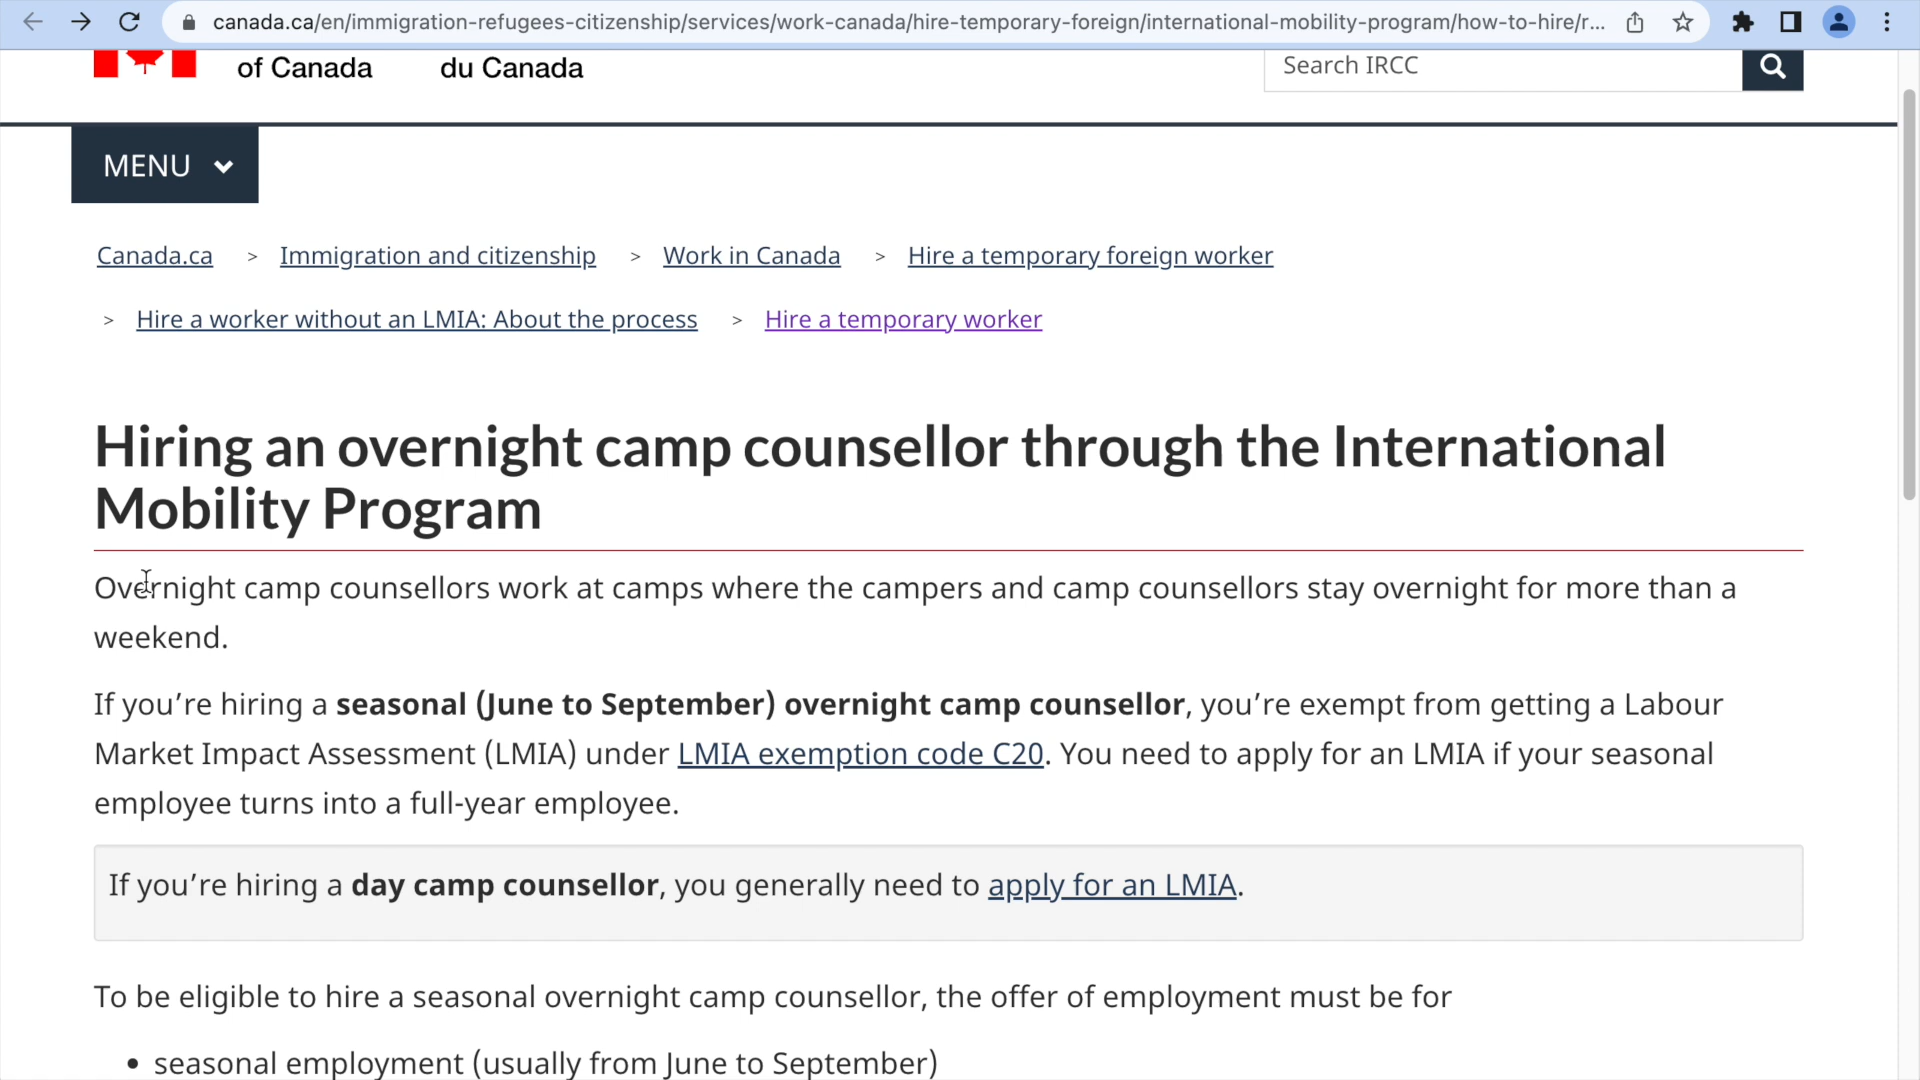 canada.ca/en/immigration-refugees-citizenship/services/work-canada/hire-temporary-foreign/international-mobility-program/how-to-hire/r...
of Canada du Canada
Search IRCC
MENU
Canada.ca > Immigration and citizenship > Work in Canada > Hire a temporary foreign worker
> Hire a worker without an LMIA: About the process > Hire a temporary worker
Hiring an overnight camp counsellor through the International
Mobility Program
Overnight camp counsellors work at camps where the campers and camp counsellors stay overnight for more than a
weekend.
If you’re hiring a seasonal (June to September) overnight camp counsellor, you’re exempt from getting a Labour
Market Impact Assessment (LMIA) under LMIA exemption code C20. You need to apply for an LMIA if your seasonal
employee turns into a full-year employee.
If you’re hiring a day camp counsellor, you generally need to apply for an LMIA.
To be eligible to hire a seasonal overnight camp counsellor, the offer of employment must be for
• seasonal employment (usually from June to September)